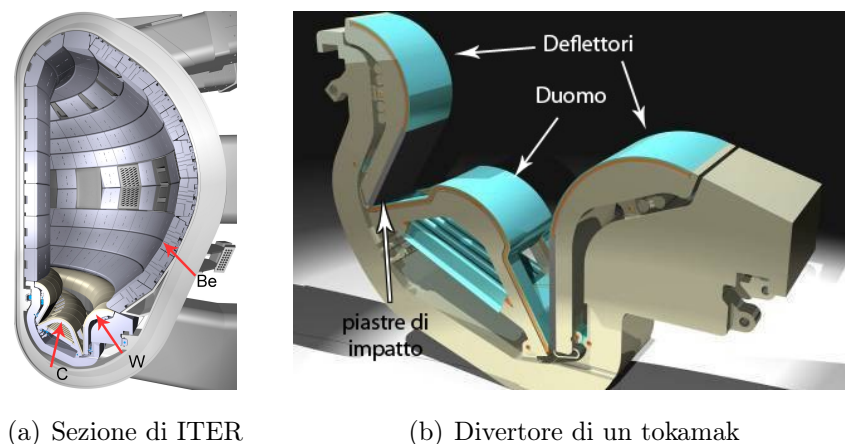 Be
C
W
Deflettori
Duomo
piastre di
impatto
(a) Sezione di ITER
(b) Divertore di un tokamak